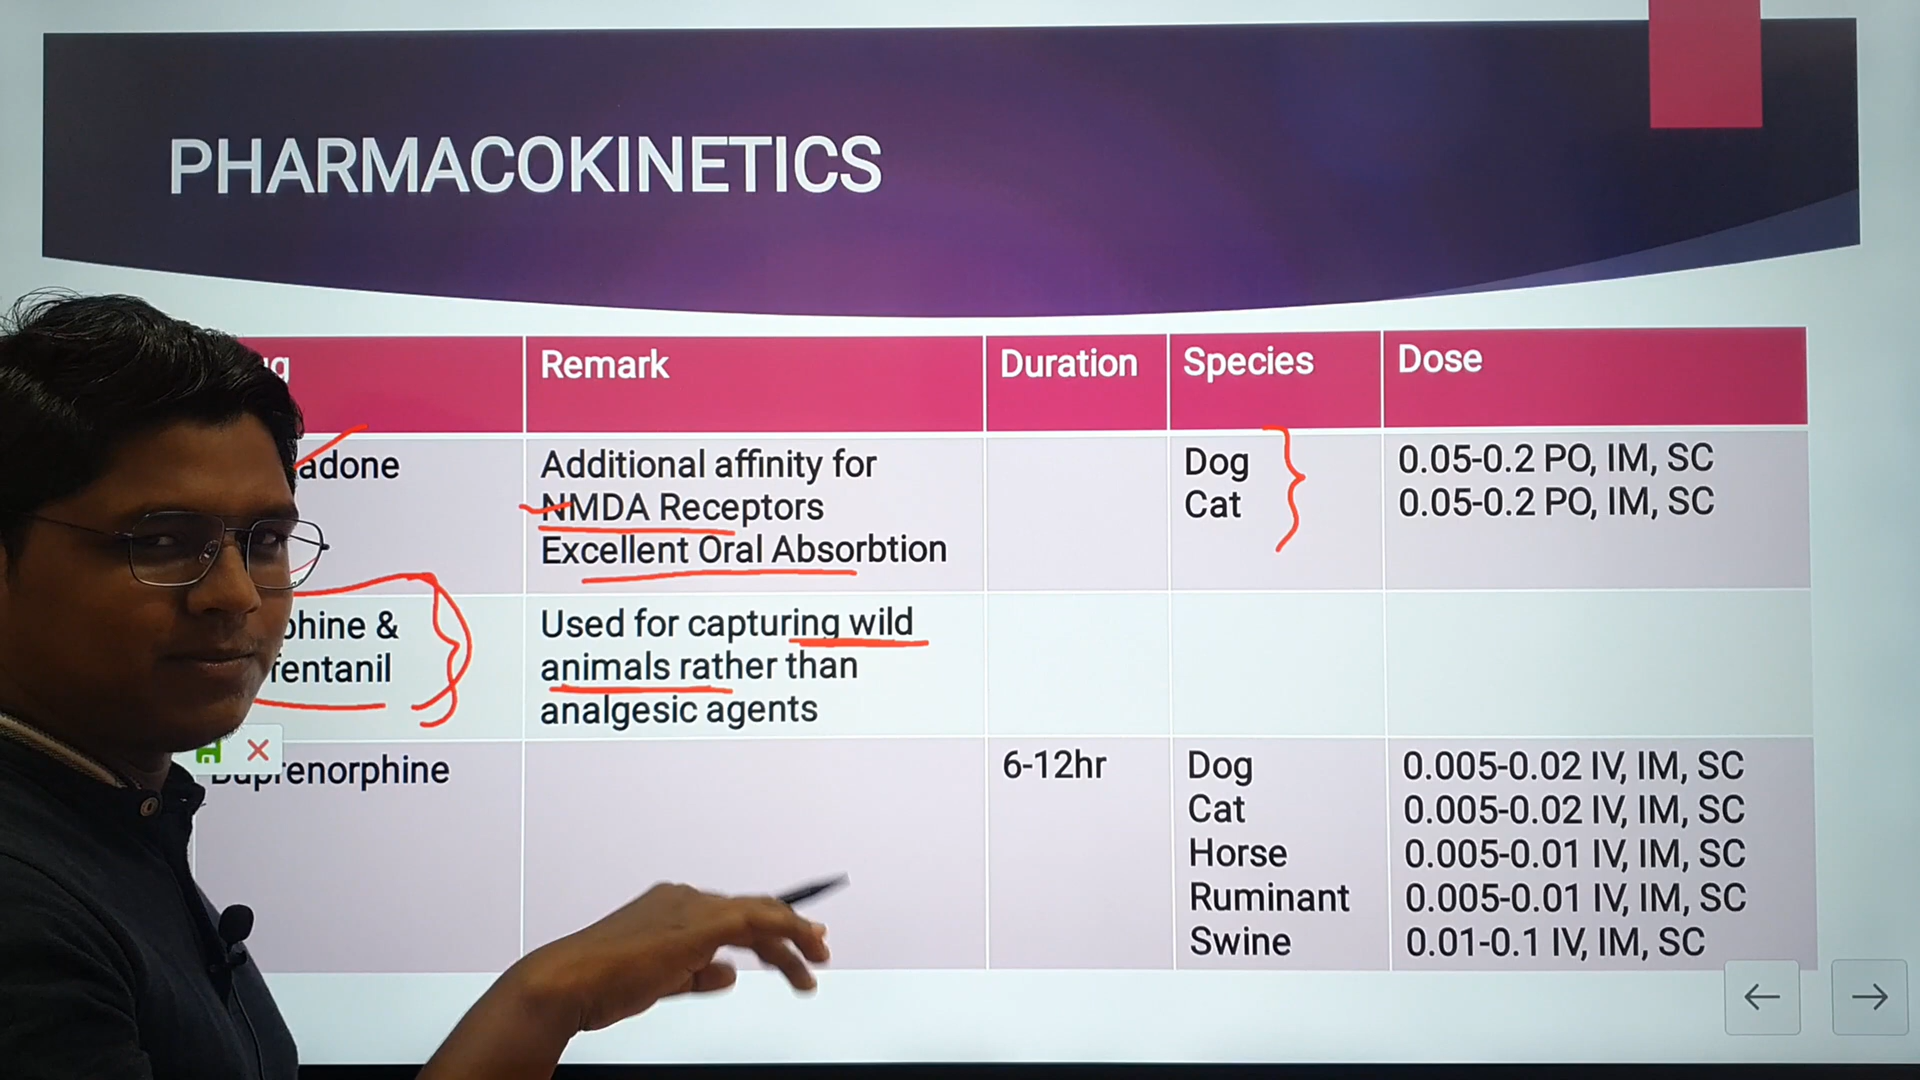 PHARMACOKINETICS
Remark Duration Species Dose
adone Additional affinity for Dog 0.05-0.2 PO, IM, SC
NMDA Receptors Cat 0.05-0.2 PO, IM, SC
Excellent Oral Absorbtion
phine & Used for capturing wild
fentanil animals rather than
analgesic agents
Buprenorphine 6-12hr Dog 0.005-0.02 IV, IM, SC
Cat 0.005-0.02 IV, IM, SC
Horse 0.005-0.01 IV, IM, SC
Ruminant 0.005-0.01 IV, IM, SC
Swine 0.01-0.1 IV, IM, SC